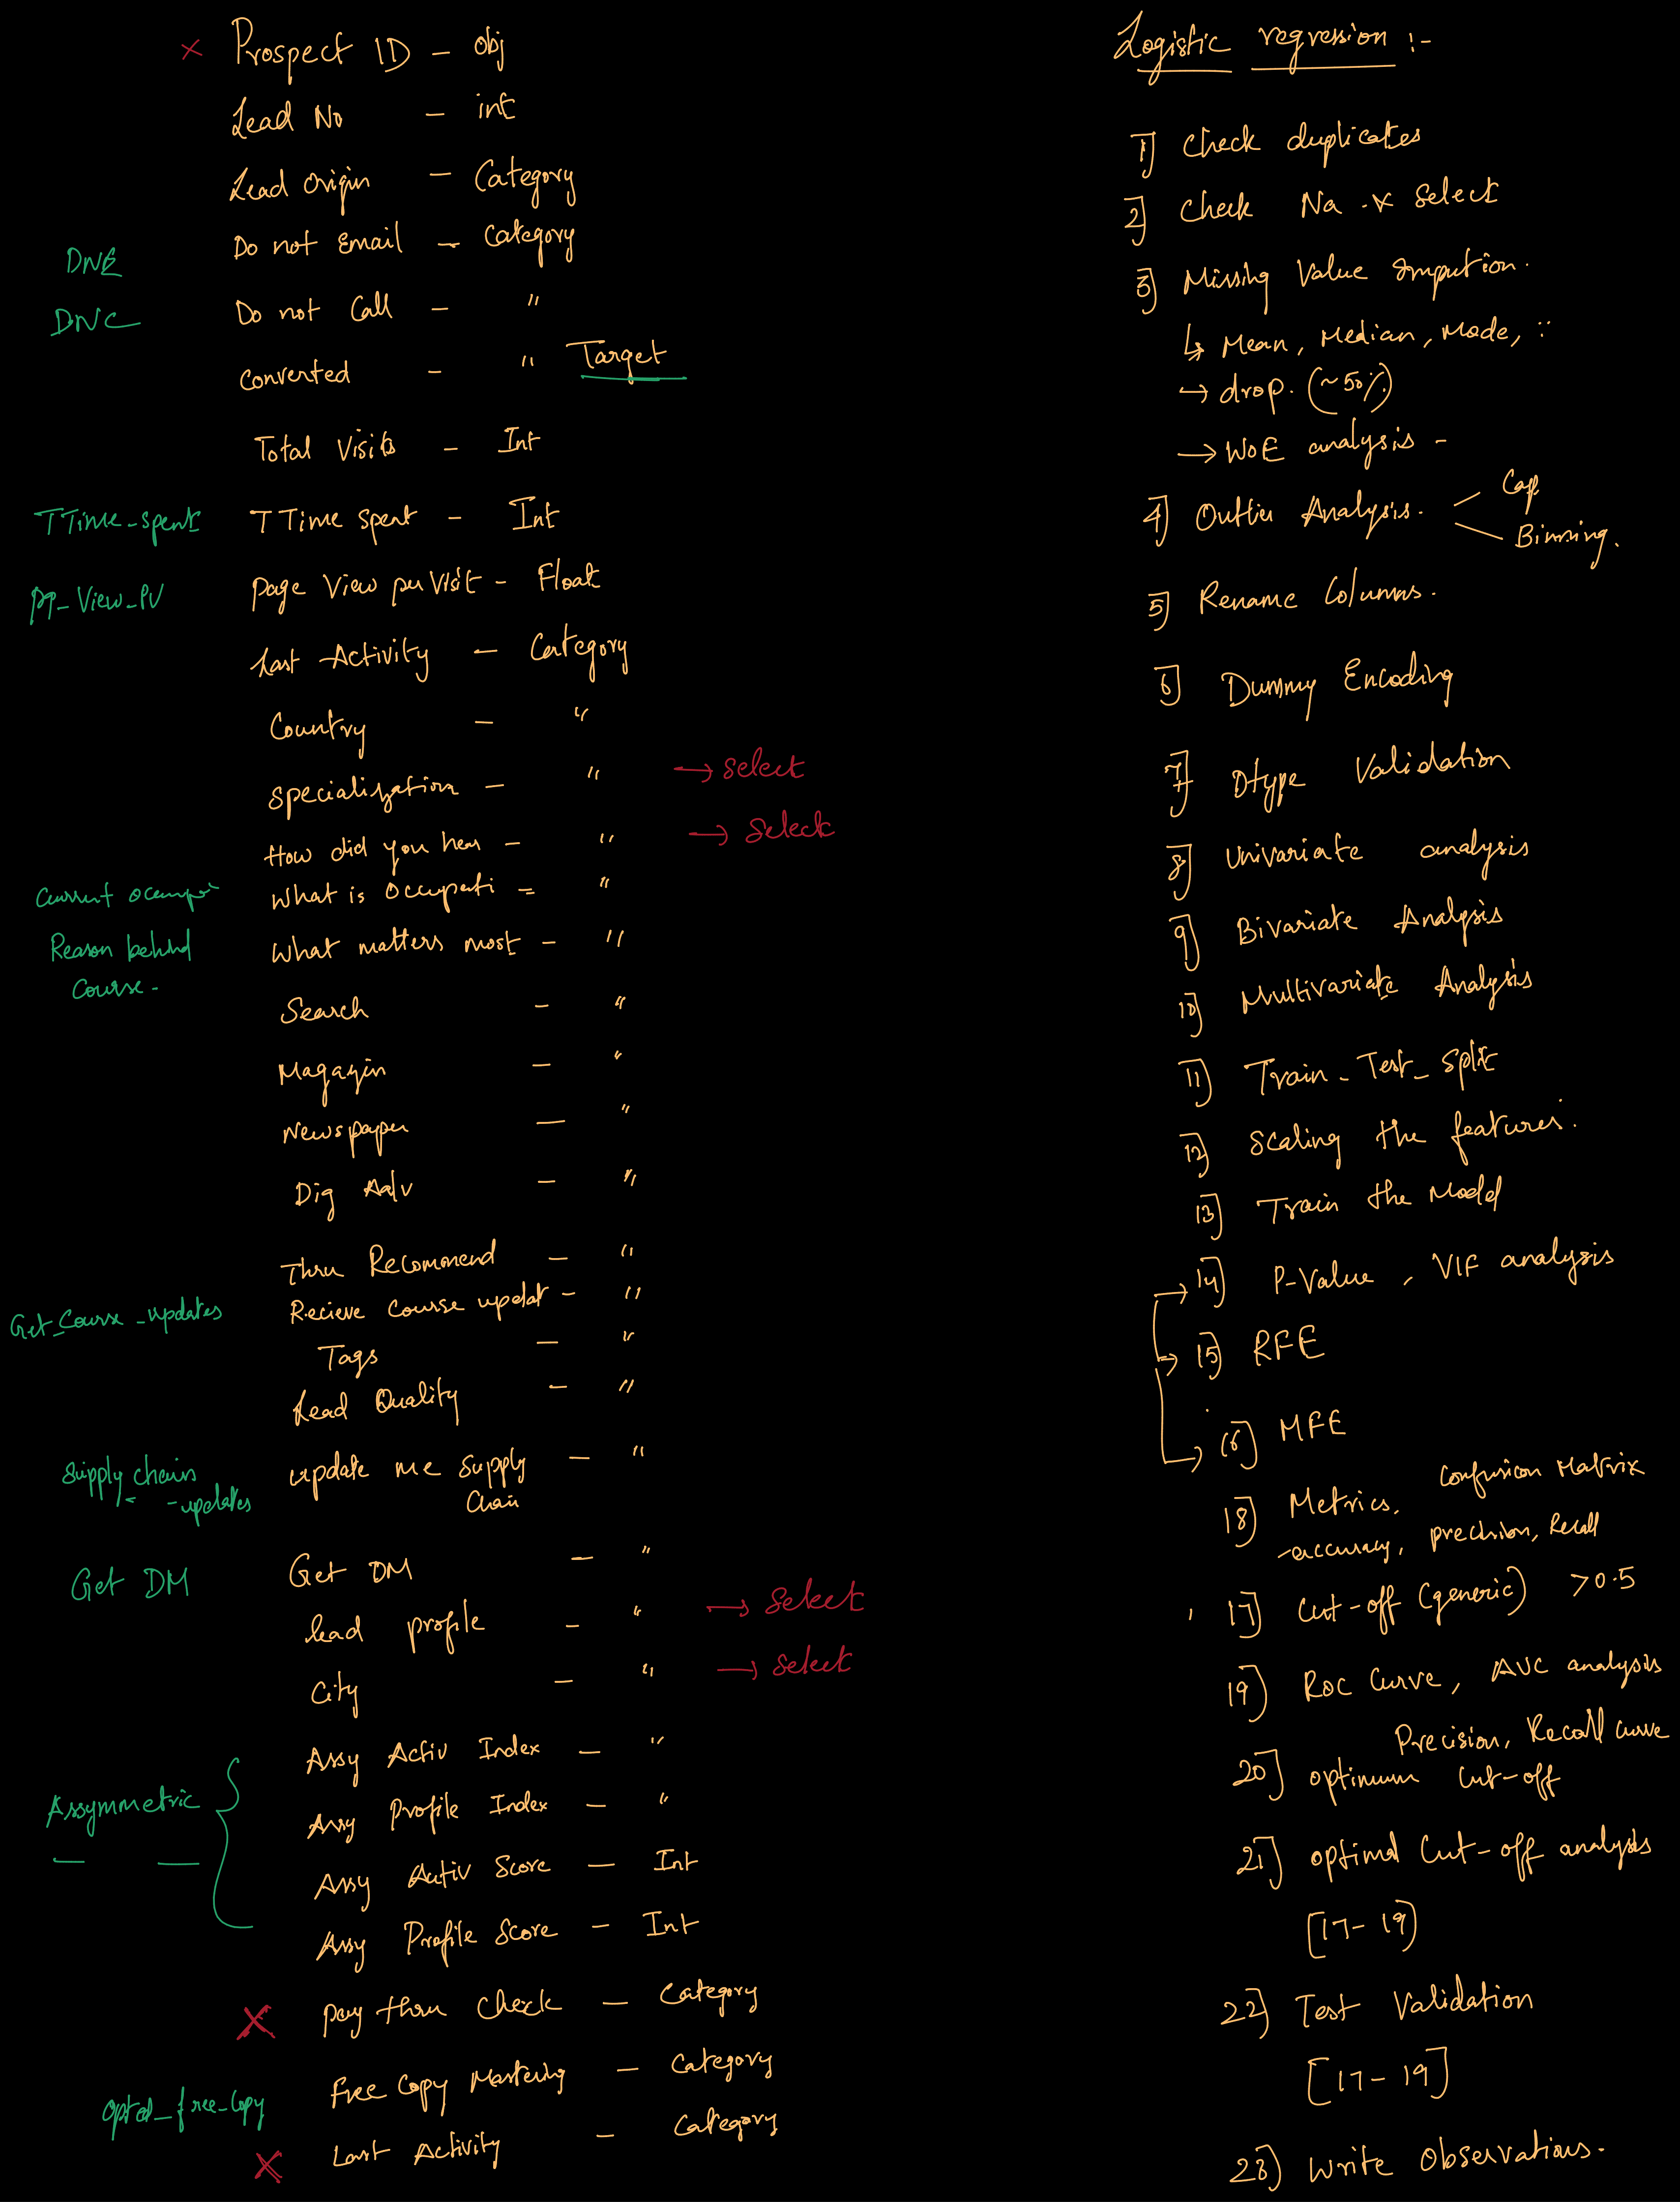 × Prospect ID - obj
Lead No - int
Lead Origin - Category
DNE Do not Email - Category
DNC Do not Call - "
Converted - " Target
Total Visits - Int
TTime_spent T Time Spent - Int
Page View per Visit - Float
Last Activity - Category
Country - "
Specialization - " → Select
How did you hear - " → Select
Current What is Occupati - "
Reason behind What matters most - "
Course -
Search - "
Magazin - "
Newspaper - "
Dig Adv - "
Thru Recommend - "
Get_Course_updates Recieve Course updat - "
Tags - "
Lead Quality - "
Supply chain update me Supply - "
-updates Chain
Get DM Get DM - "
lead profile - " → Select
City - " → Select
Assy Activ Index - "
Assymmetric Assy Profile Index - "
Assy Activ Score - Int
Assy Profile Score - Int
× pay thru Check - Category
Free Copy Mastering - Category
Opted_free_Copy
× Last Activity - Category
Logistic regression :-
1] Check duplicates
2] Check Na Select
3] Missing Value Impution.
↳ Mean, Median, Mode,
→ drop. (~50%)
→ WoE analysis -
4] Outlier Analysis. Cap
Binning.
5] Rename Columns.
6] Dummy Encoding
7] Dtype Validation
8] Univariate analysis
9] Bivariate Analysis
10] Multivariate Analysis
11] Train_Test_split
12] Scaling the features.
13] Train the Model
14] P-Value, VIF analysis
15] RFE
16] MFE
18] Metrics, Confusion Matrix
-accuracy, precision, Recall
17] Cut-off (generic) >0.5
19] Roc Curve, AUC analysis
Precision, Recall curve
20] optimum Cut-off
21] optimal Cut-off analysis
[17-19]
22] Test Validation
[17-19]
23] Write Observations.